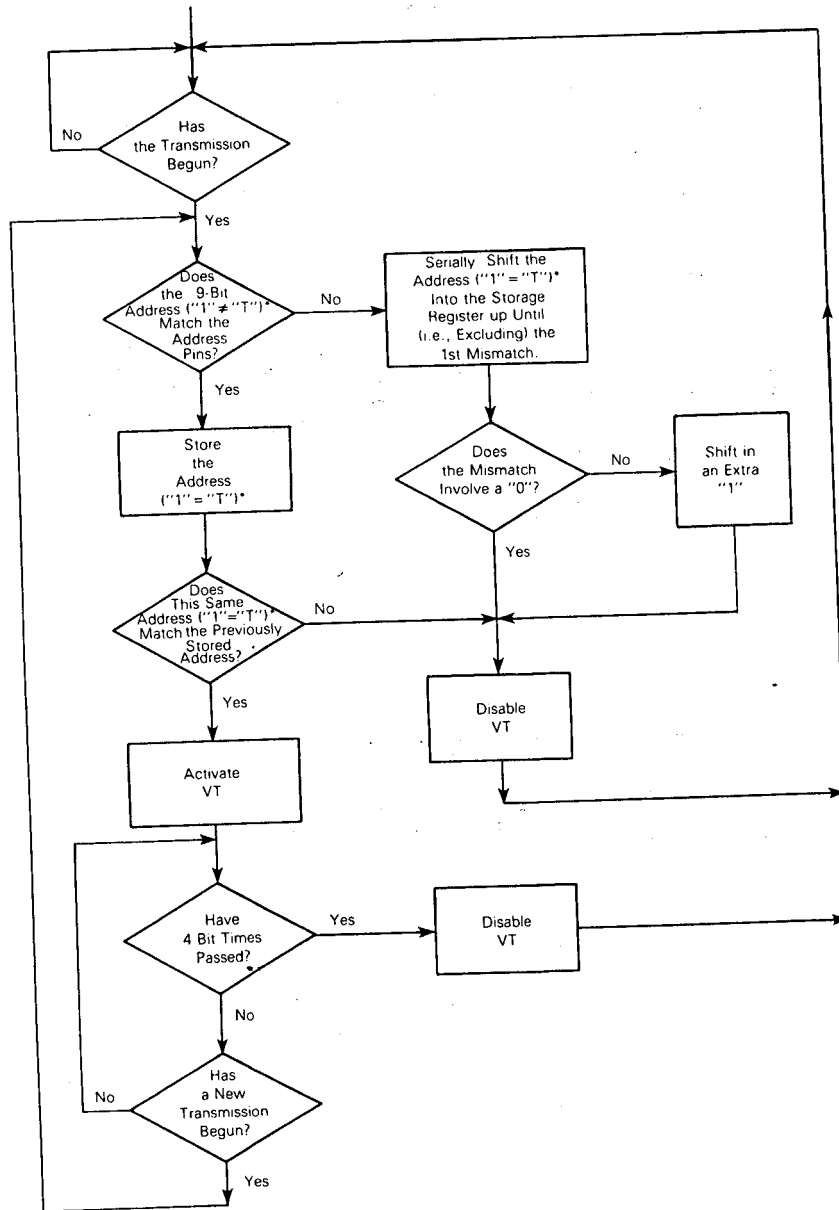 Has
the Transmission
Begun?
No
Yes
Does
the 9-Bit
Address ("1" ≠ "T")*
Match the
Address
Pins?
No
Yes
Serially Shift the
Address ("1" = "T")*
Into the Storage
Register up Until
(i.e., Excluding) the
1st Mismatch.
Store
the
Address
("1" = "T")*
Does
the Mismatch
Involve a "0"?
No
Yes
Shift in
an Extra
"1"
Does
This Same
Address ("1"="T")*
Match the Previously
Stored
Address?
No
Yes
Disable
VT
Activate
VT
Have
4 Bit Times
Passed?
Yes
No
Disable
VT
Has
a New
Transmission
Begun?
No
Yes